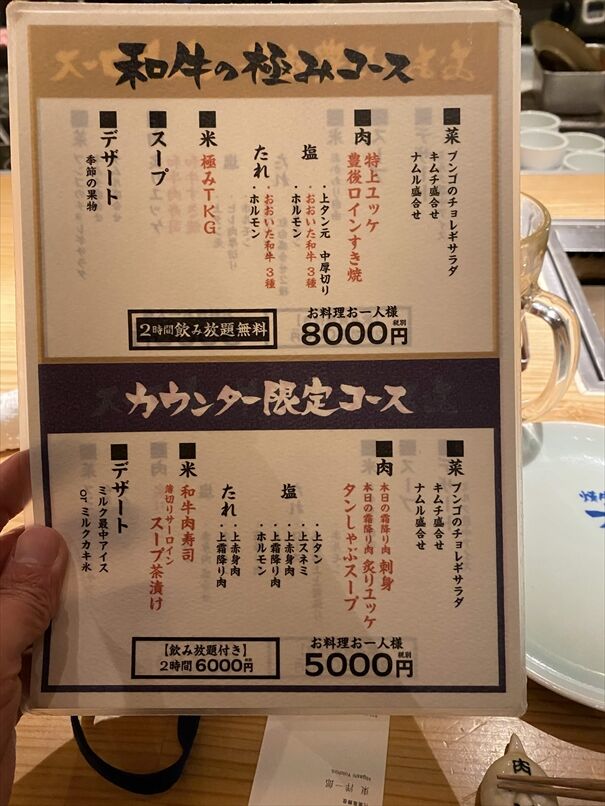 和牛の極みコース
■菜
ブンゴのチョレギサラダ
キムチ盛合せ
ナムル盛合せ
■肉
特上ユッケ
豊後ロインすき焼
塩
・上タン元 中厚切り
・おおいた和牛3種
・ホルモン
たれ
・おおいた和牛3種
・ホルモン
■米
極みTKG
■スープ
■デザート
季節の果物
2時間飲み放題無料
お料理お一人様
8000円税別
カウンター限定コース
■菜
ブンゴのチョレギサラダ
キムチ盛合せ
ナムル盛合せ
■肉
本日の霜降り肉 刺身
本日の霜降り肉 炙りユッケ
タンしゃぶスープ
塩
・上タン
・上スネミ
・上赤身肉
・上霜降り肉
・ホルモン
たれ
・上赤身肉
・上霜降り肉
■米
和牛肉寿司
薄切りサーロイン
スープ茶漬け
■デザート
ミルク最中アイス
or ミルクカキ氷
【飲み放題付き】
2時間 6000円税別
お料理お一人様
5000円税別
焼肉
肉
東 洋一郎